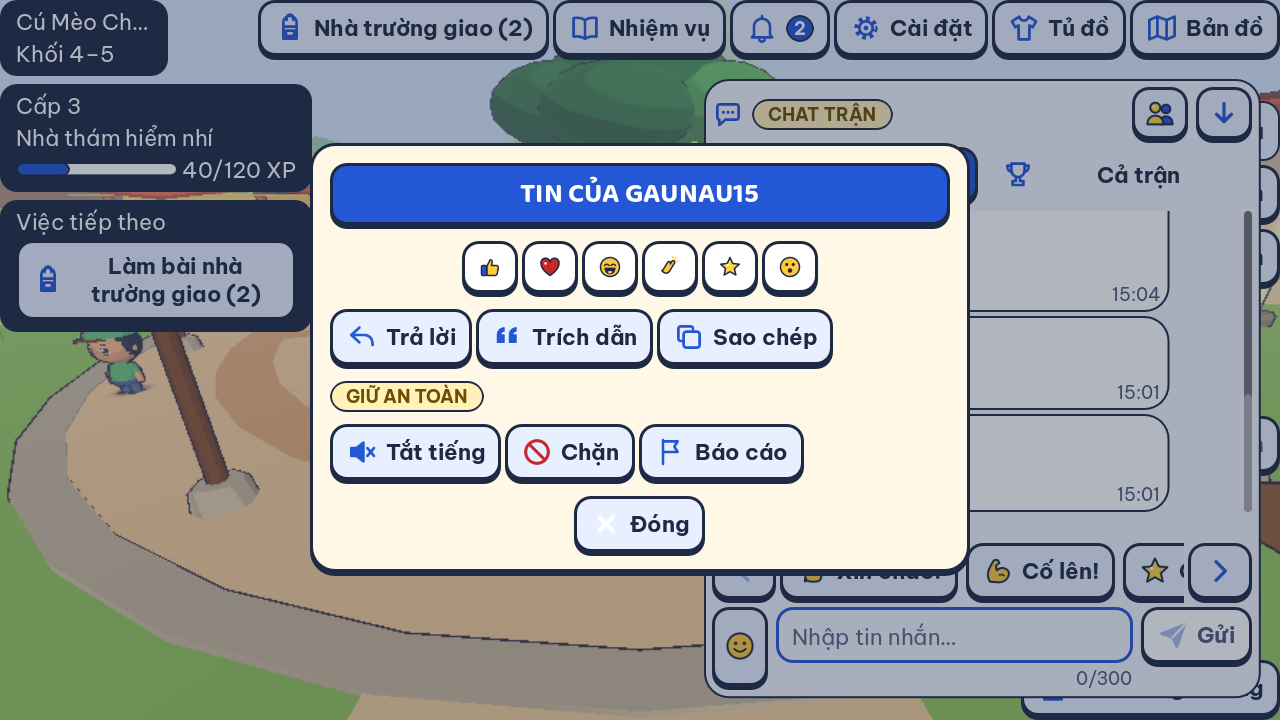 Cú Mèo Ch...
Khối 4–5
Nhà trường giao (2)
Nhiệm vụ
2
Cài đặt
Tủ đồ
Bản đồ
Cấp 3
Nhà thám hiểm nhí
40/120 XP
Việc tiếp theo
Làm bài nhà
trường giao (2)
CHAT TRẬN
Cả trận
TIN CỦA GAUNAU15
Trả lời
Trích dẫn
Sao chép
GIỮ AN TOÀN
Tắt tiếng
Chặn
Báo cáo
Đóng
15:04
15:01
15:01
Xin chào!
Cố lên!
Nhập tin nhắn...
Gửi
0/300